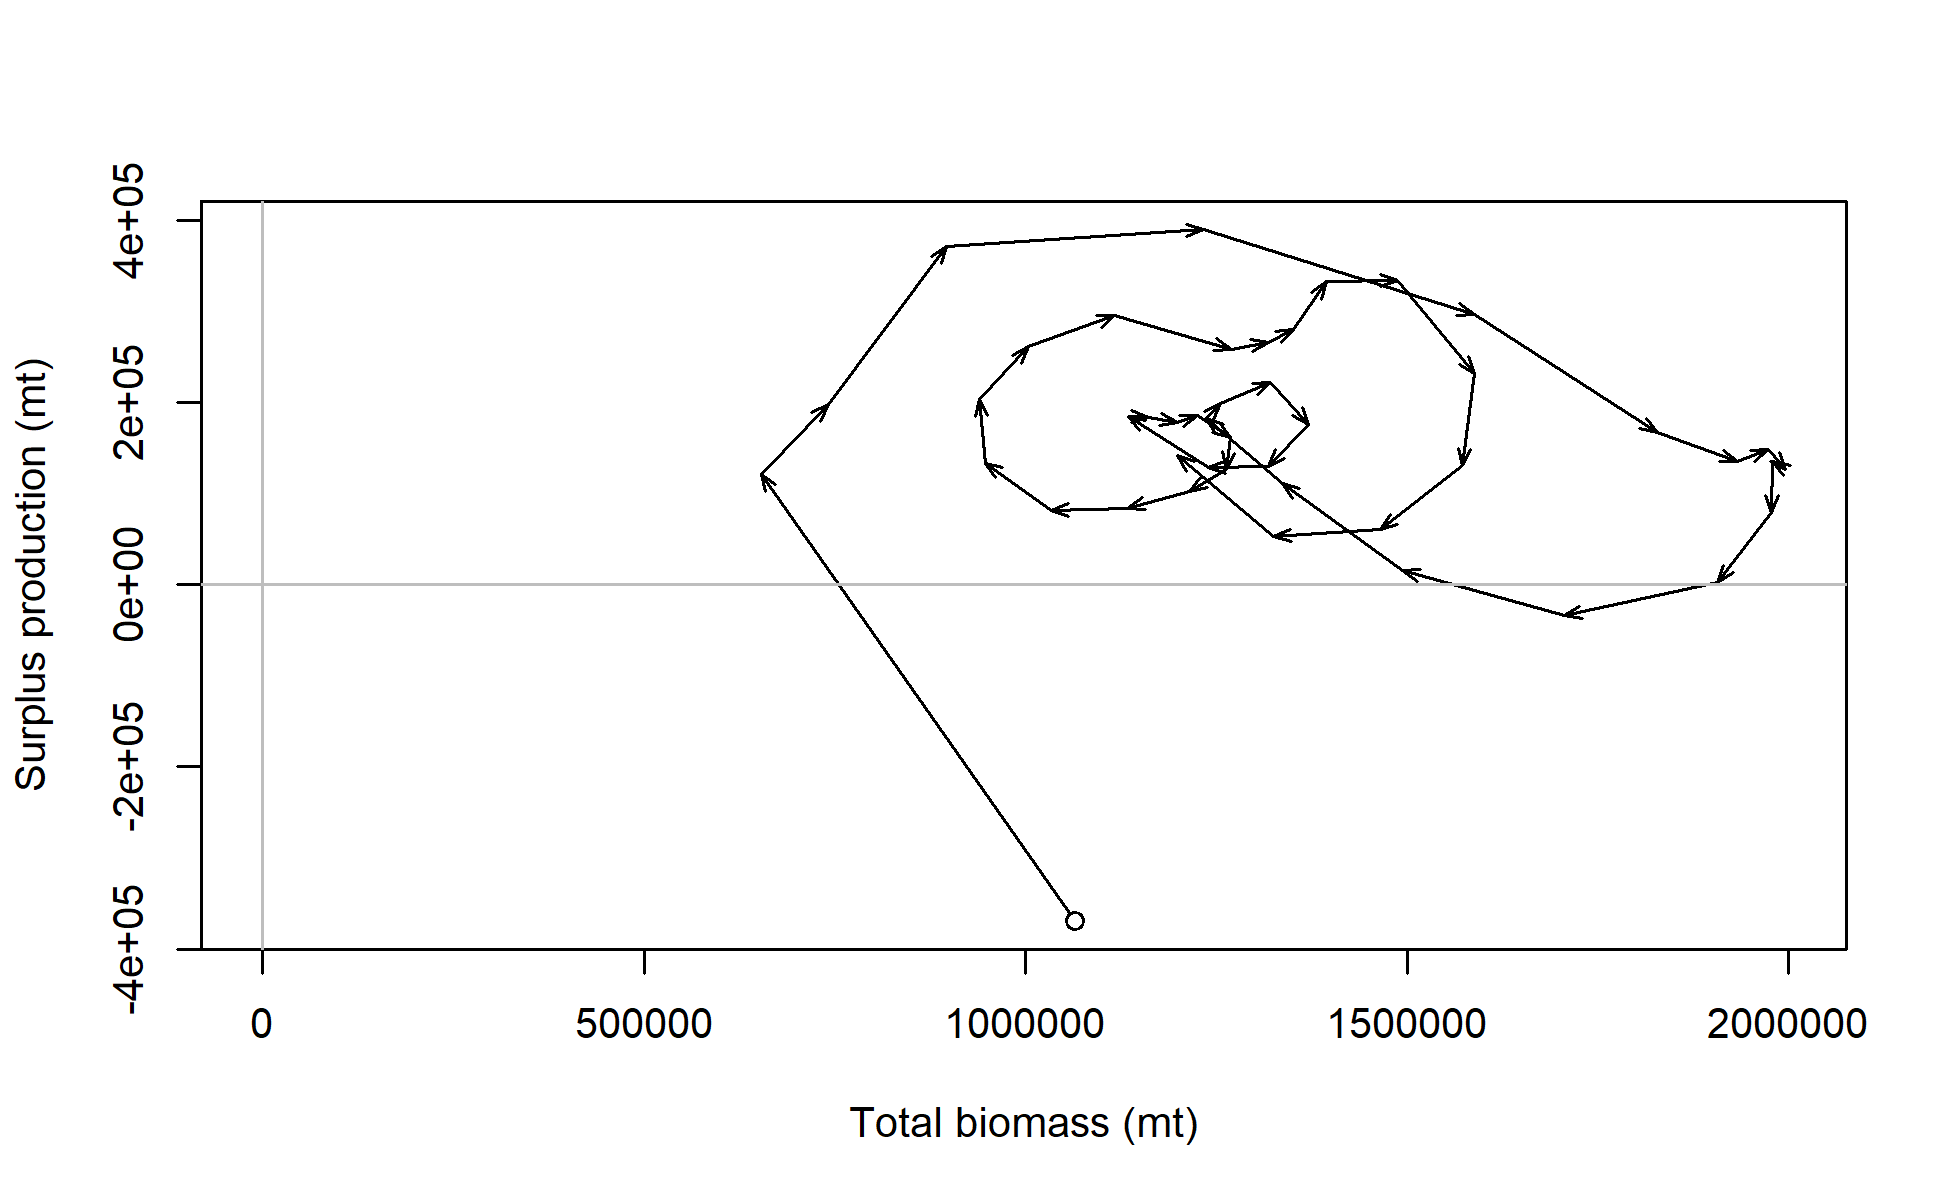 Surplus production (mt)
4e+05
2e+05
0e+00
-2e+05
-4e+05
0 500000 1000000 1500000 2000000
Total biomass (mt)